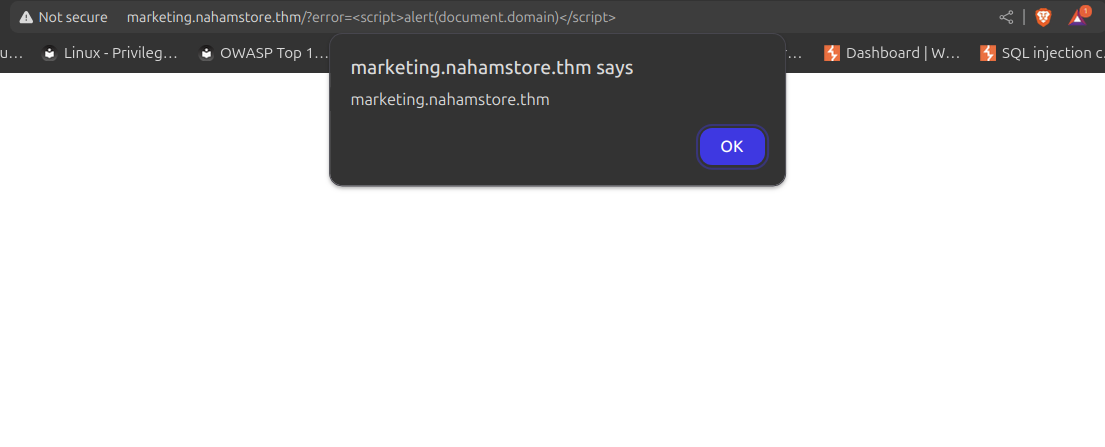 Not secure marketing.nahamstore.thm/?error=<script>alert(document.domain)</script>
u… Linux - Privileg… OWASP Top 1… … Dashboard | W… SQL injection c
marketing.nahamstore.thm says
marketing.nahamstore.thm
OK